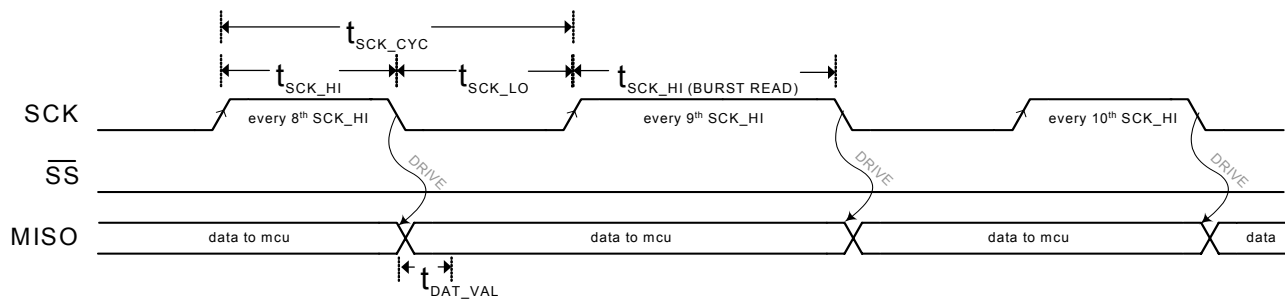 tSCK_CYC
tSCK_HI tSCK_LO tSCK_HI (BURST READ)
SCK every 8th SCK_HI every 9th SCK_HI every 10th SCK_HI
SS DRIVE DRIVE DRIVE
MISO data to mcu data to mcu data to mcu data
tDAT_VAL